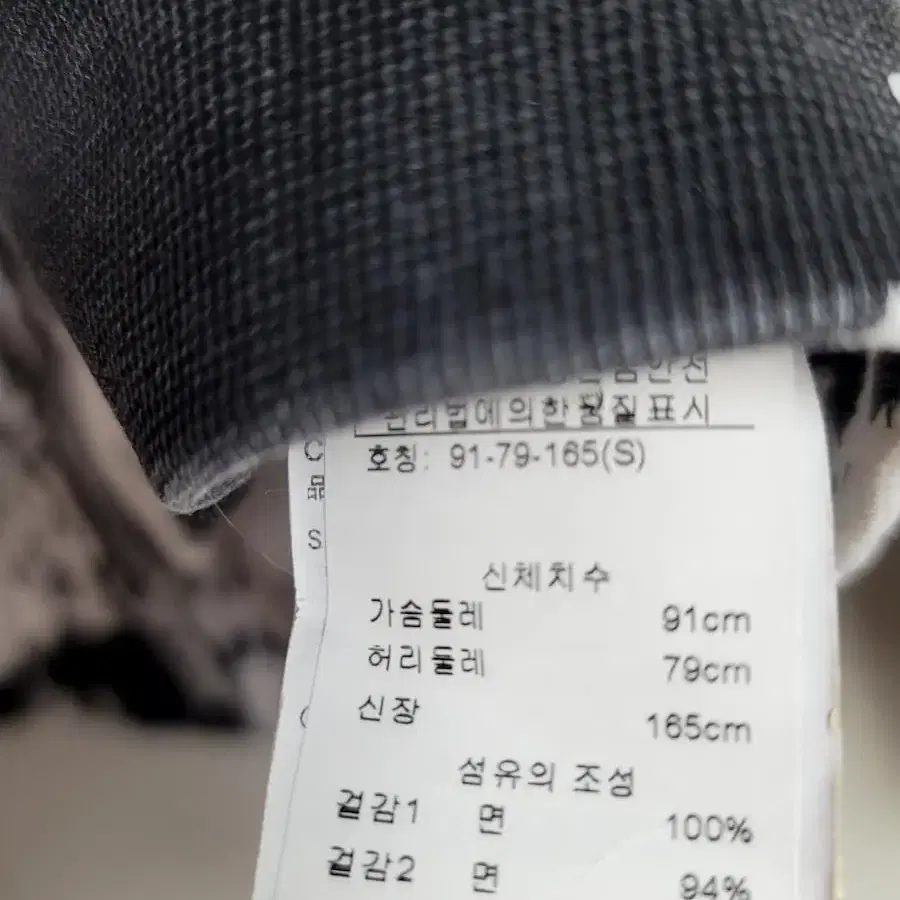 관리법에의한품질표시
호칭: 91-79-165(S)
신체치수
가슴둘레 91cm
허리둘레 79cm
신장 165cm
섬유의 조성
겉감1 면 100%
겉감2 면 94%
C
品
S